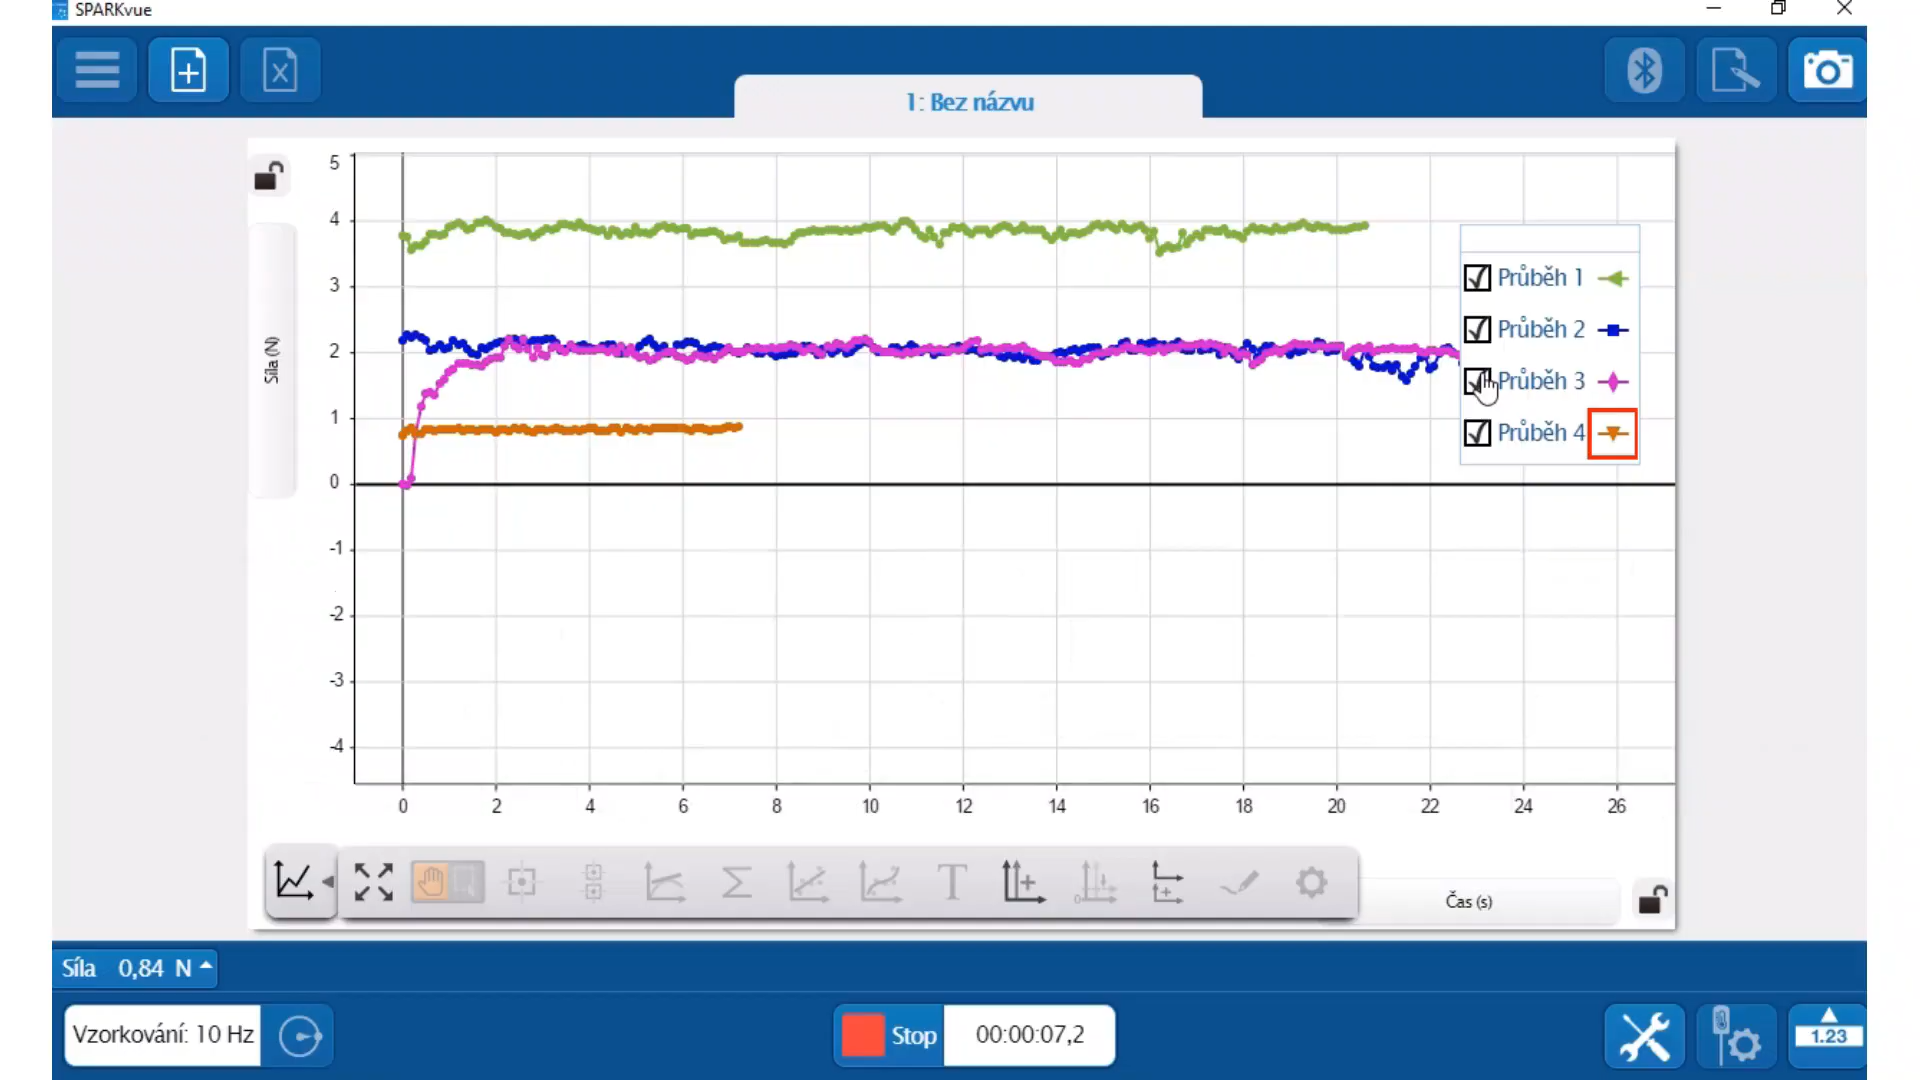 SPARKvue
1: Bez názvu
5
4
3
2
1
0
-1
-2
-3
-4
Síla (N)
Průběh 1
Průběh 2
Průběh 3
Průběh 4
0 2 4 6 8 10 12 14 16 18 20 22 24 26
T
Čas (s)
Síla 0,84 N
Vzorkování: 10 Hz
Stop 00:00:07,2
1.23